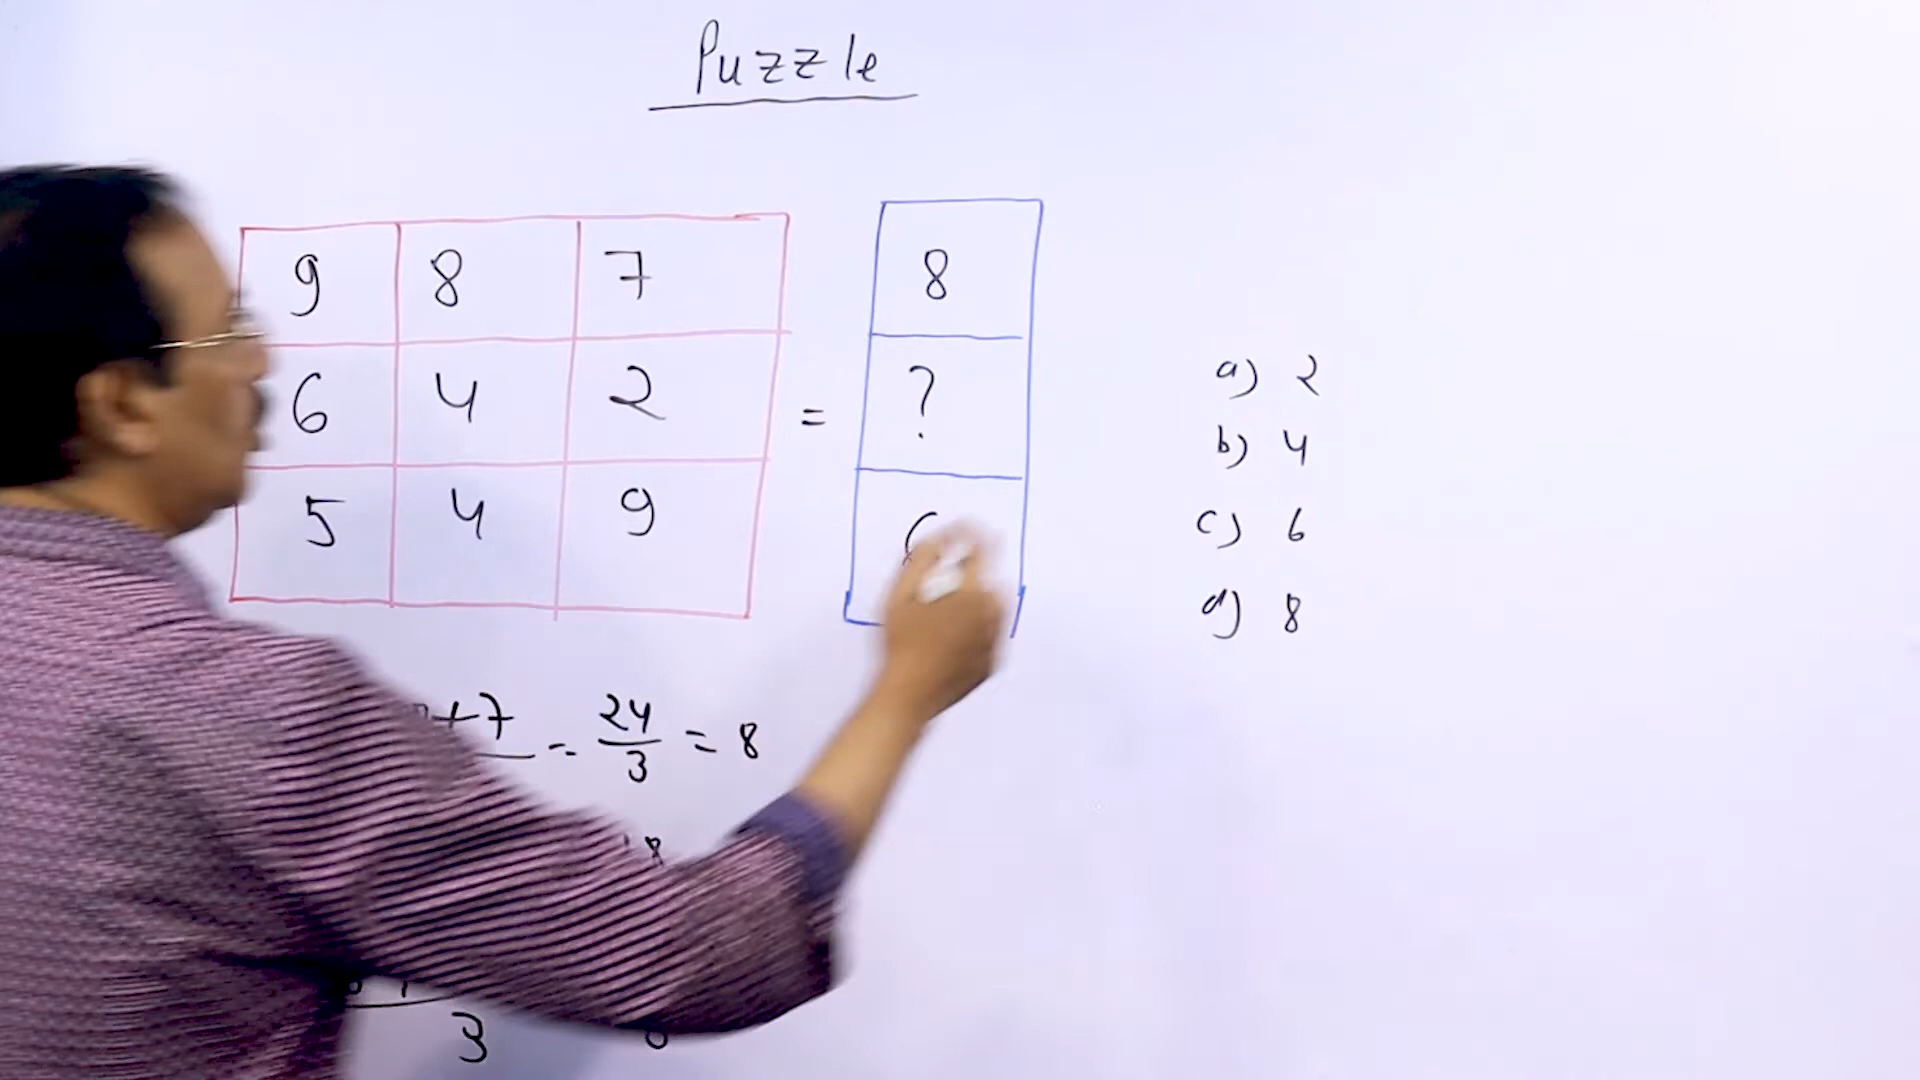 Puzzle
9 8 7 8
6 4 2 = ?
5 4 9
a) 2
b) 4
c) 6
d) 8
+7 = 24/3 = 8
18
3